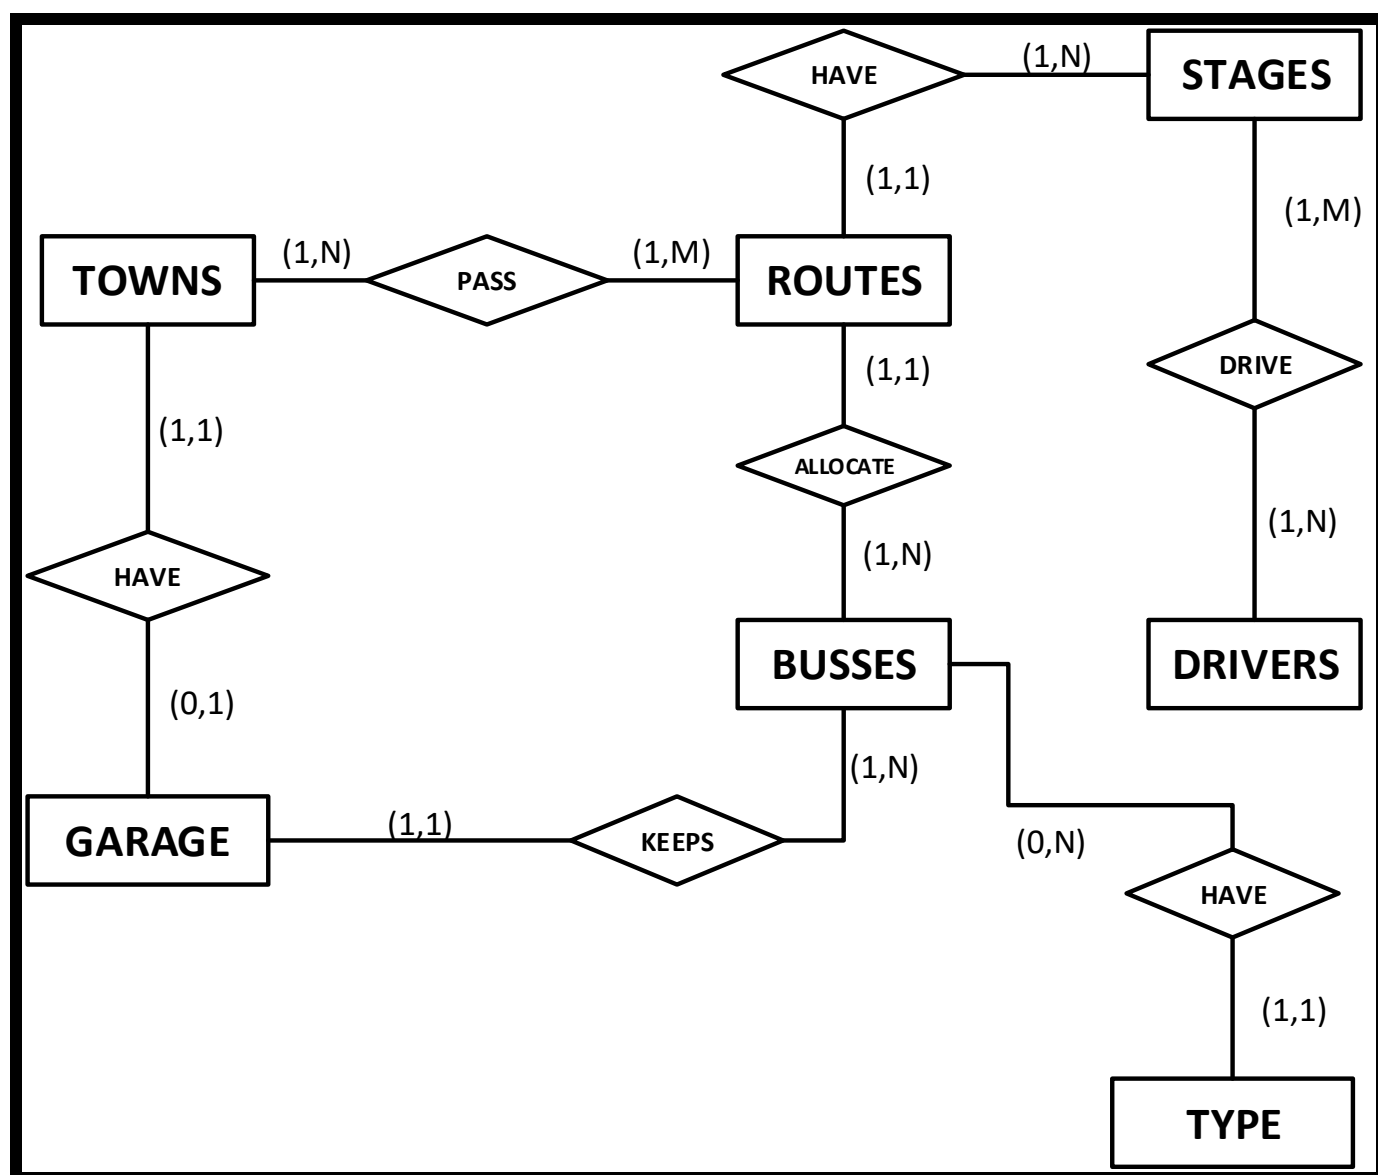 HAVE
(1,N)
STAGES
(1,1)
(1,M)
TOWNS
(1,N)
PASS
(1,M)
ROUTES
(1,1)
DRIVE
(1,1)
ALLOCATE
(1,N)
(1,N)
HAVE
BUSSES
DRIVERS
(0,1)
(1,N)
GARAGE
(1,1)
KEEPS
(0,N)
HAVE
(1,1)
TYPE